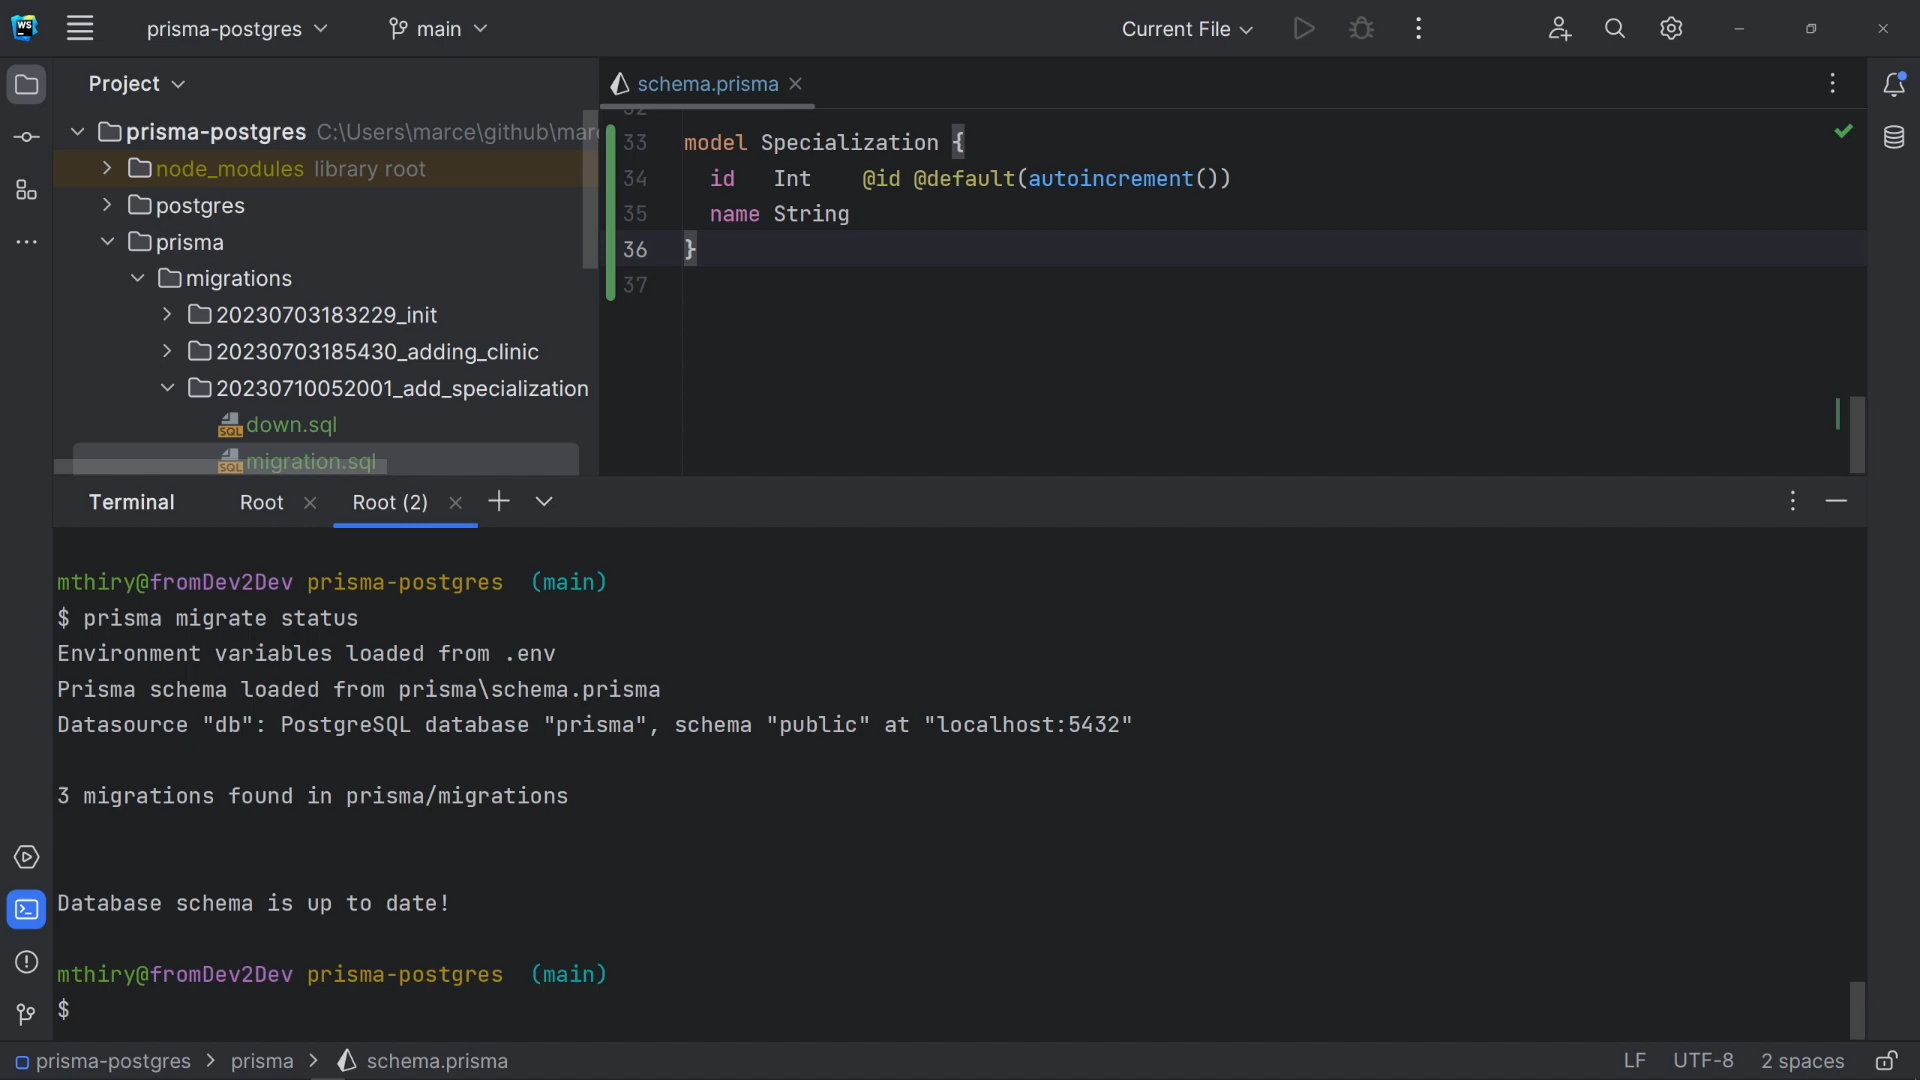 WS
prisma-postgres
main
Current File
Project
prisma-postgres C:\Users\marce\github\mar
node_modules library root
postgres
prisma
migrations
20230703183229_init
20230703185430_adding_clinic
20230710052001_add_specialization
SQL down.sql
SQL migration.sql
schema.prisma
32
33 model Specialization {
34 id Int @id @default(autoincrement())
35 name String
36 }
37
Terminal Root Root (2)
mthiry@fromDev2Dev prisma-postgres (main)
$ prisma migrate status
Environment variables loaded from .env
Prisma schema loaded from prisma\schema.prisma
Datasource "db": PostgreSQL database "prisma", schema "public" at "localhost:5432"
3 migrations found in prisma/migrations
Database schema is up to date!
mthiry@fromDev2Dev prisma-postgres (main)
$
prisma-postgres > prisma > schema.prisma
LF UTF-8 2 spaces